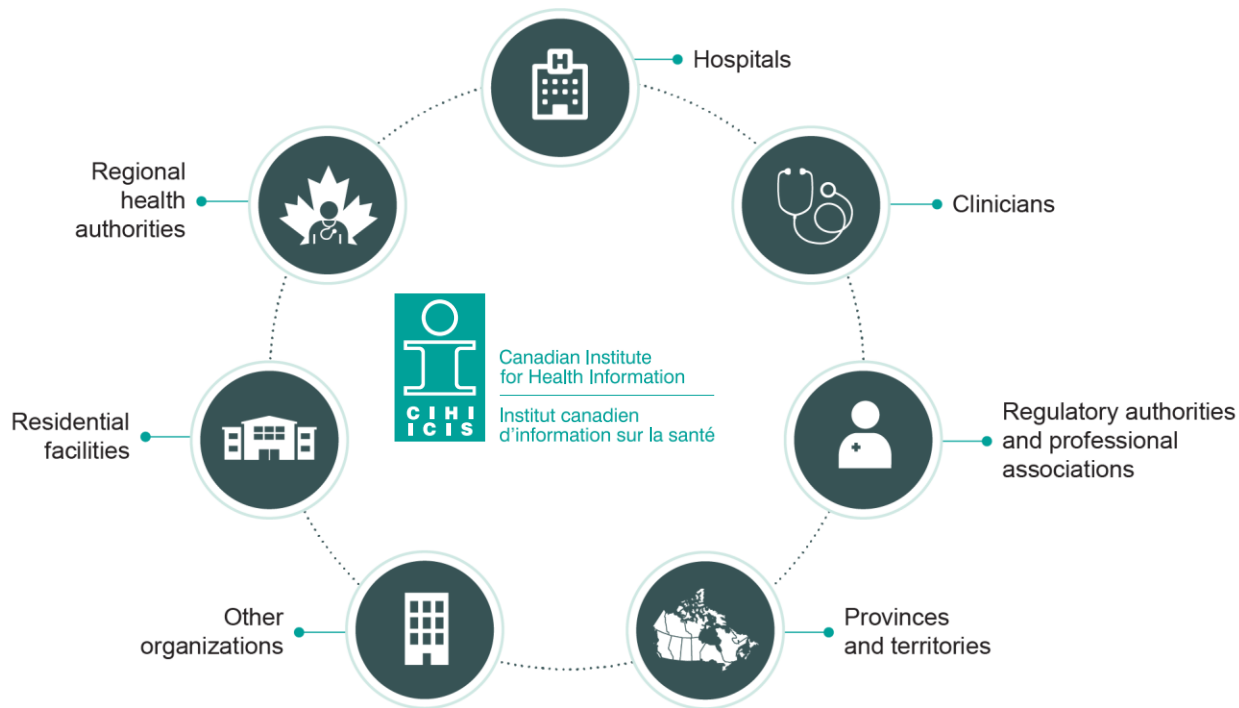 H
Hospitals
Clinicians
Regulatory authorities
and professional
associations
Provinces
and territories
Other
organizations
Residential
facilities
Regional
health
authorities
CIHI
ICIS
Canadian Institute
for Health Information
Institut canadien
d'information sur la santé